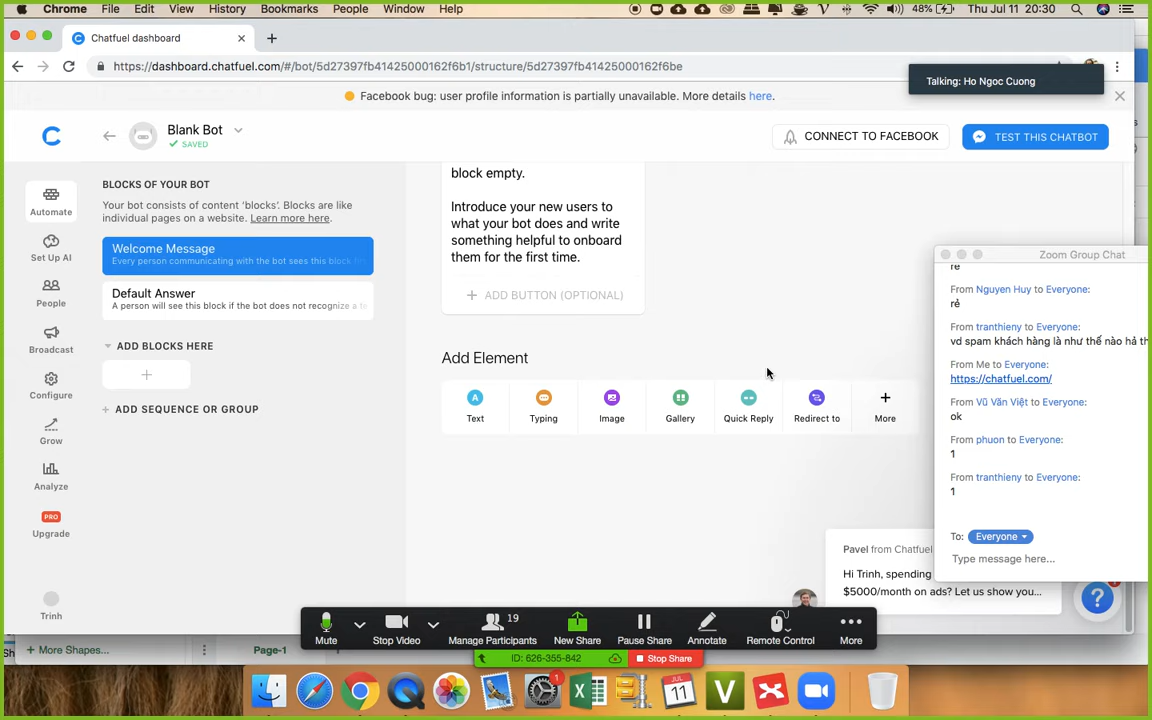 Chrome File Edit View History Bookmarks People Window Help 48% Thu Jul 11 20:30
Chatfuel dashboard
https://dashboard.chatfuel.com/#/bot/5d27397fb41425000162f6b1/structure/5d27397fb41425000162f6be
Talking: Ho Ngoc Cuong
Facebook bug: user profile information is partially unavailable. More details here.
Blank Bot
SAVED
CONNECT TO FACEBOOK
TEST THIS CHATBOT
Automate
Set Up AI
People
Broadcast
Configure
Grow
Analyze
PRO
Upgrade
Trinh
BLOCKS OF YOUR BOT
Your bot consists of content 'blocks'. Blocks are like
individual pages on a website. Learn more here.
Welcome Message
Every person communicating with the bot sees this block
Default Answer
A person will see this block if the bot does not recognize a
ADD BLOCKS HERE
ADD SEQUENCE OR GROUP
block empty.
Introduce your new users to
what your bot does and write
something helpful to onboard
them for the first time.
ADD BUTTON (OPTIONAL)
Add Element
Text
Typing
Image
Gallery
Quick Reply
Redirect to
More
Zoom Group Chat
rẻ
From Nguyen Huy to Everyone:
rẻ
From tranthieny to Everyone:
vd spam khách hàng là như thế nào hả
From Me to Everyone:
https://chatfuel.com/
From Vũ Văn Việt to Everyone:
ok
From phuon to Everyone:
1
From tranthieny to Everyone:
1
To: Everyone
Type message here...
Pavel from Chatfuel
Hi Trinh, spending
$5000/month on ads? Let us show you...
Mute
Stop Video
19
Manage Participants
New Share
Pause Share
Annotate
Remote Control
More
ID: 626-355-842
Stop Share
+ More Shapes...
Page-1
JUL
11
1